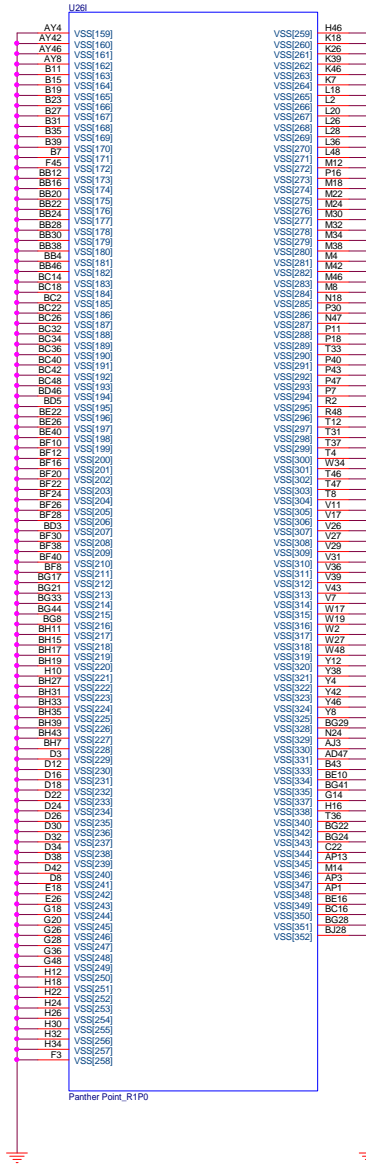 U26I
AY4 VSS[159] VSS[259] H46
AY42 VSS[160] VSS[260] K18
AY46 VSS[161] VSS[261] K26
AY8 VSS[162] VSS[262] K39
B11 VSS[163] VSS[263] K46
B15 VSS[164] VSS[264] K7
B19 VSS[165] VSS[265] L18
B23 VSS[166] VSS[266] L2
B27 VSS[167] VSS[267] L20
B31 VSS[168] VSS[268] L26
B35 VSS[169] VSS[269] L28
B39 VSS[170] VSS[270] L36
B7 VSS[171] VSS[271] L48
F45 VSS[172] VSS[272] M12
BB12 VSS[173] VSS[273] P16
BB16 VSS[174] VSS[274] M18
BB20 VSS[175] VSS[275] M22
BB22 VSS[176] VSS[276] M24
BB24 VSS[177] VSS[277] M30
BB28 VSS[178] VSS[278] M32
BB30 VSS[179] VSS[279] M34
BB38 VSS[180] VSS[280] M38
BB4 VSS[181] VSS[281] M4
BB46 VSS[182] VSS[282] M42
BC14 VSS[183] VSS[283] M46
BC18 VSS[184] VSS[284] M8
BC2 VSS[185] VSS[285] N18
BC22 VSS[186] VSS[286] P30
BC26 VSS[187] VSS[287] N47
BC32 VSS[188] VSS[288] P11
BC34 VSS[189] VSS[289] P18
BC36 VSS[190] VSS[290] T33
BC40 VSS[191] VSS[291] P40
BC42 VSS[192] VSS[292] P43
BC48 VSS[193] VSS[293] P47
BD46 VSS[194] VSS[294] P7
BD5 VSS[195] VSS[295] R2
BE22 VSS[196] VSS[296] R48
BE26 VSS[197] VSS[297] T12
BE40 VSS[198] VSS[298] T31
BF10 VSS[199] VSS[299] T37
BF12 VSS[200] VSS[300] T4
BF16 VSS[201] VSS[301] W34
BF20 VSS[202] VSS[302] T46
BF22 VSS[203] VSS[303] T47
BF24 VSS[204] VSS[304] T8
BF26 VSS[205] VSS[305] V11
BF28 VSS[206] VSS[306] V17
BD3 VSS[207] VSS[307] V26
BF30 VSS[208] VSS[308] V27
BF38 VSS[209] VSS[309] V29
BF40 VSS[210] VSS[310] V31
BF8 VSS[211] VSS[311] V36
BG17 VSS[212] VSS[312] V39
BG21 VSS[213] VSS[313] V43
BG33 VSS[214] VSS[314] V7
BG44 VSS[215] VSS[315] W17
BG8 VSS[216] VSS[316] W19
BH11 VSS[217] VSS[317] W2
BH15 VSS[218] VSS[318] W27
BH17 VSS[219] VSS[319] W48
BH19 VSS[220] VSS[320] Y12
H10 VSS[221] VSS[321] Y38
BH27 VSS[222] VSS[322] Y4
BH31 VSS[223] VSS[323] Y42
BH33 VSS[224] VSS[324] Y46
BH35 VSS[225] VSS[325] Y8
BH39 VSS[226] VSS[328] BG29
BH43 VSS[227] VSS[329] N24
BH7 VSS[228] VSS[330] AJ3
D3 VSS[229] VSS[331] AD47
D12 VSS[230] VSS[333] B43
D16 VSS[231] VSS[334] BE10
D18 VSS[232] VSS[335] BG41
D22 VSS[233] VSS[337] G14
D24 VSS[234] VSS[338] H16
D26 VSS[235] VSS[340] T36
D30 VSS[236] VSS[342] BG22
D32 VSS[237] VSS[343] BG24
D34 VSS[238] VSS[344] C22
D38 VSS[239] VSS[345] AP13
D42 VSS[240] VSS[346] M14
D8 VSS[241] VSS[347] AP3
E18 VSS[242] VSS[348] AP1
E26 VSS[243] VSS[349] BE16
G18 VSS[244] VSS[350] BC16
G20 VSS[245] VSS[351] BG28
G26 VSS[246] VSS[352] BJ28
G28 VSS[247]
G36 VSS[248]
G48 VSS[249]
H12 VSS[250]
H18 VSS[251]
H22 VSS[252]
H24 VSS[253]
H26 VSS[254]
H30 VSS[255]
H32 VSS[256]
H34 VSS[257]
F3 VSS[258]
Panther Point_R1P0